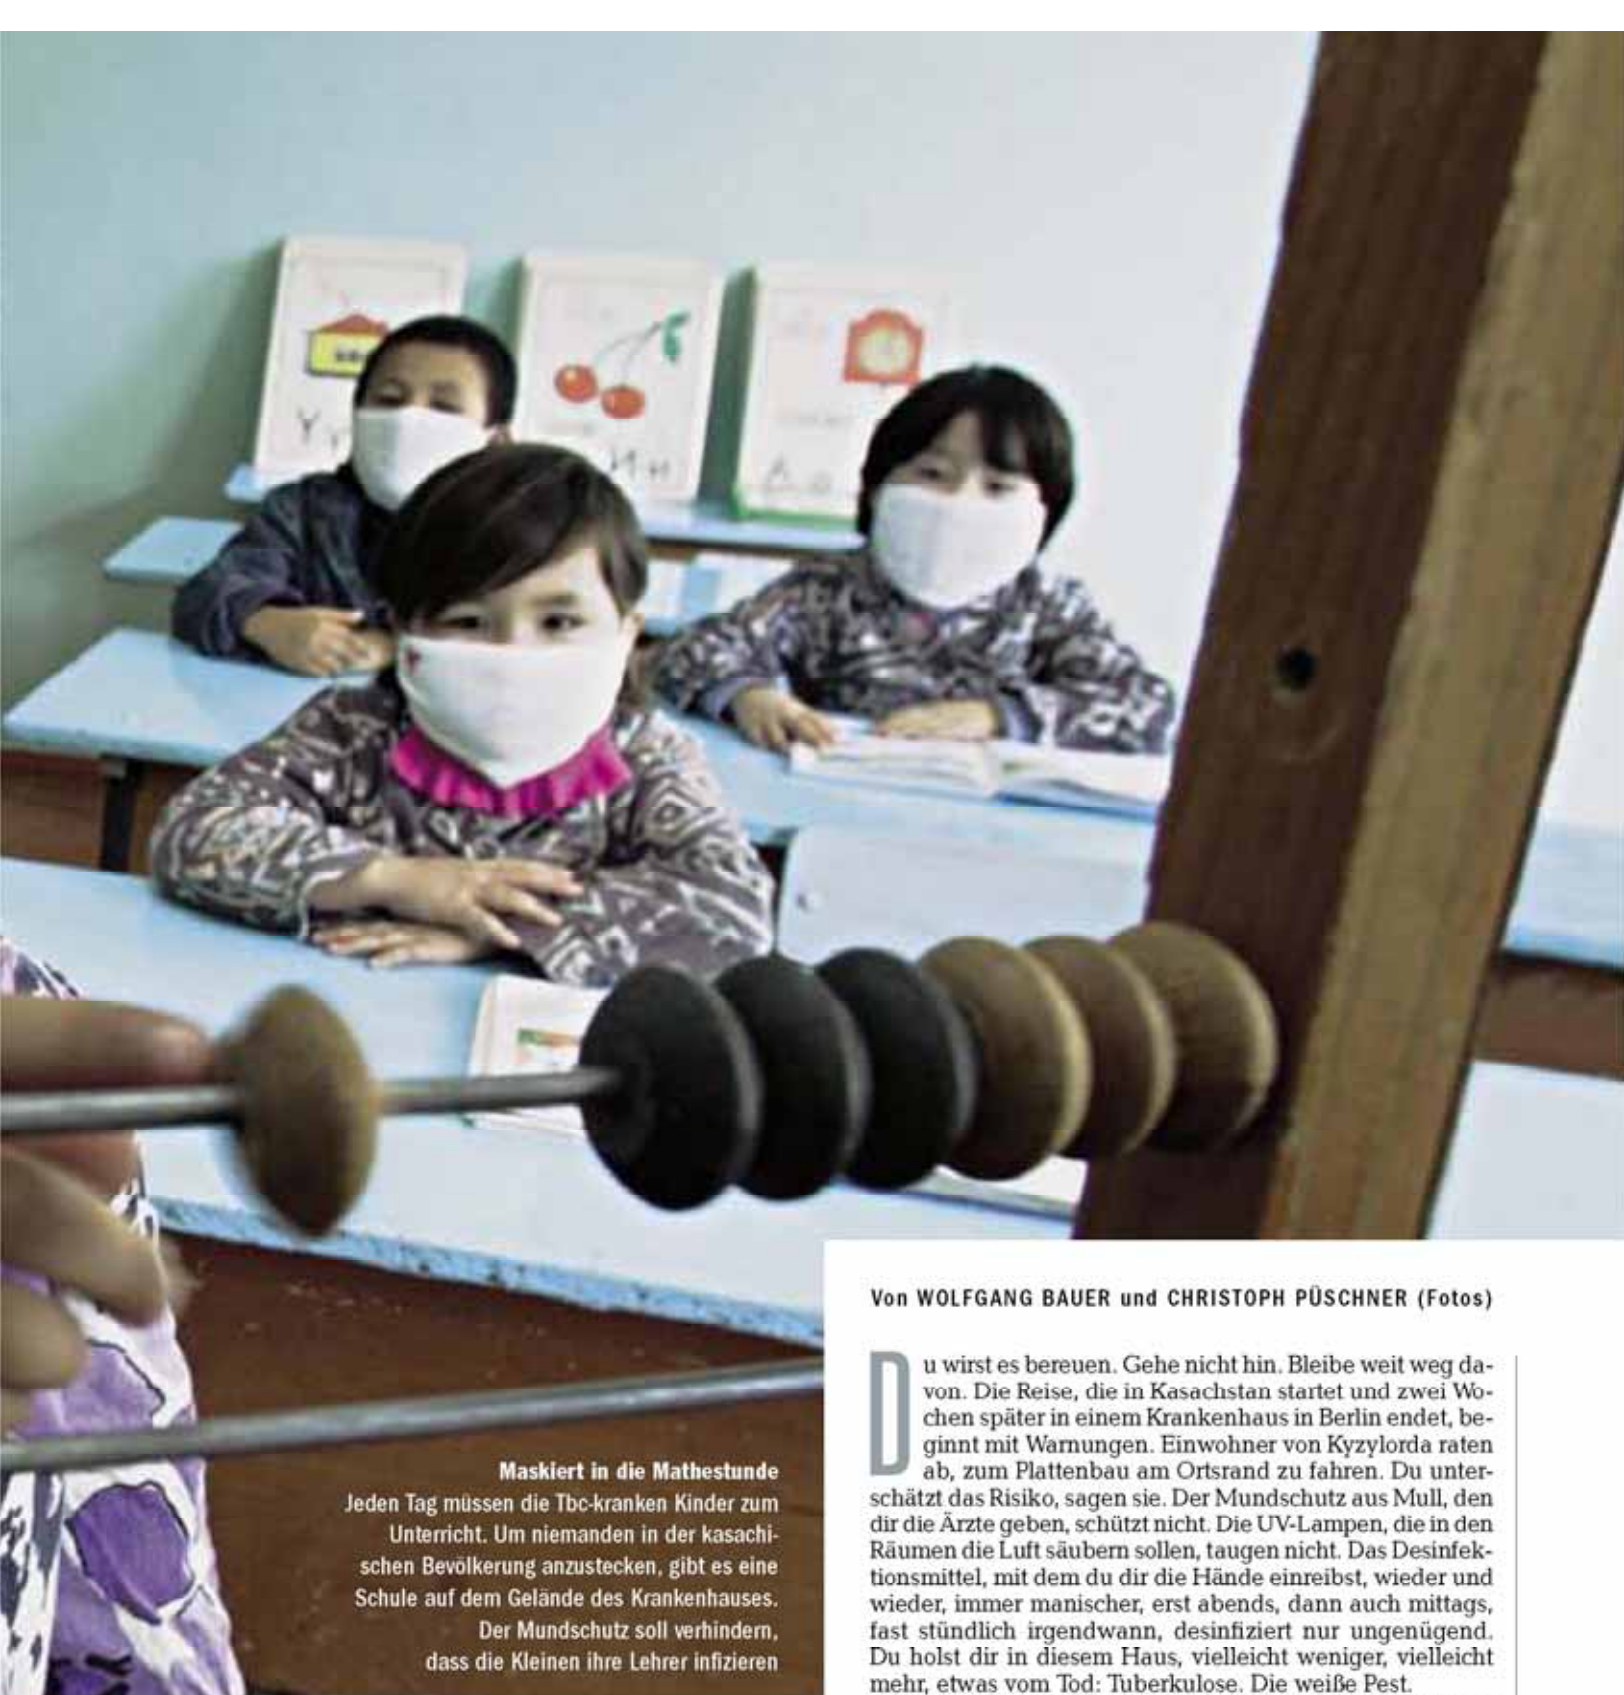 У
И н
Von WOLFGANG BAUER und CHRISTOPH PÜSCHNER (Fotos)
Du wirst es bereuen. Gehe nicht hin. Bleibe weit weg da-
von. Die Reise, die in Kasachstan startet und zwei Wo-
chen später in einem Krankenhaus in Berlin endet, be-
ginnt mit Warnungen. Einwohner von Kyzylorda raten
ab, zum Plattenbau am Ortsrand zu fahren. Du unter-
schätzt das Risiko, sagen sie. Der Mundschutz aus Mull, den
dir die Ärzte geben, schützt nicht. Die UV-Lampen, die in den
Räumen die Luft säubern sollen, taugen nicht. Das Desinfek-
tionsmittel, mit dem du dir die Hände einreibst, wieder und
wieder, immer manischer, erst abends, dann auch mittags,
fast stündlich irgendwann, desinfiziert nur ungenügend.
Du holst dir in diesem Haus, vielleicht weniger, vielleicht
mehr, etwas vom Tod: Tuberkulose. Die weiße Pest.
Maskiert in die Mathestunde
Jeden Tag müssen die Tbc-kranken Kinder zum
Unterricht. Um niemanden in der kasachi-
schen Bevölkerung anzustecken, gibt es eine
Schule auf dem Gelände des Krankenhauses.
Der Mundschutz soll verhindern,
dass die Kleinen ihre Lehrer infizieren